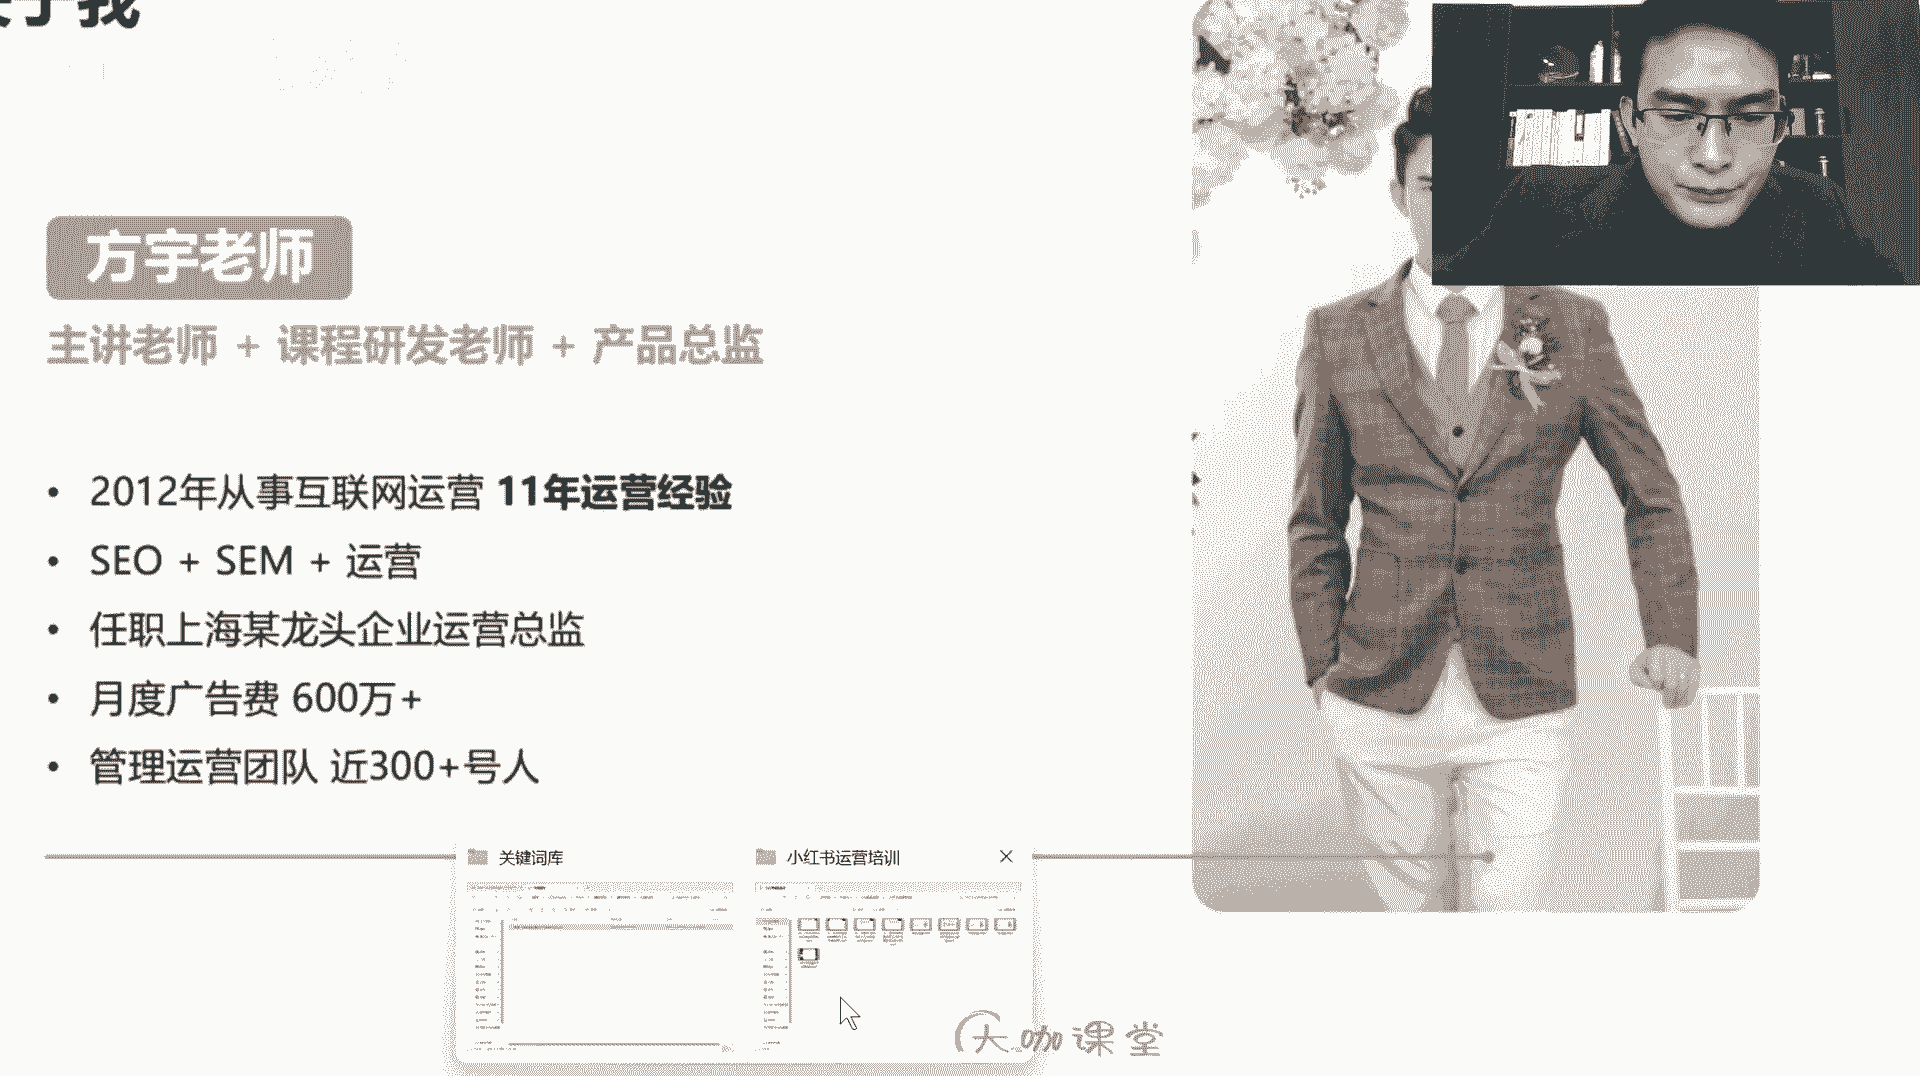 关于我
方宇老师
主讲老师 + 课程研发老师 + 产品总监
• 2012年从事互联网运营 11年运营经验
• SEO + SEM + 运营
• 任职上海某龙头企业运营总监
• 月度广告费 600万+
• 管理运营团队 近300+号人
关键词库
小红书运营培训
大咖课堂